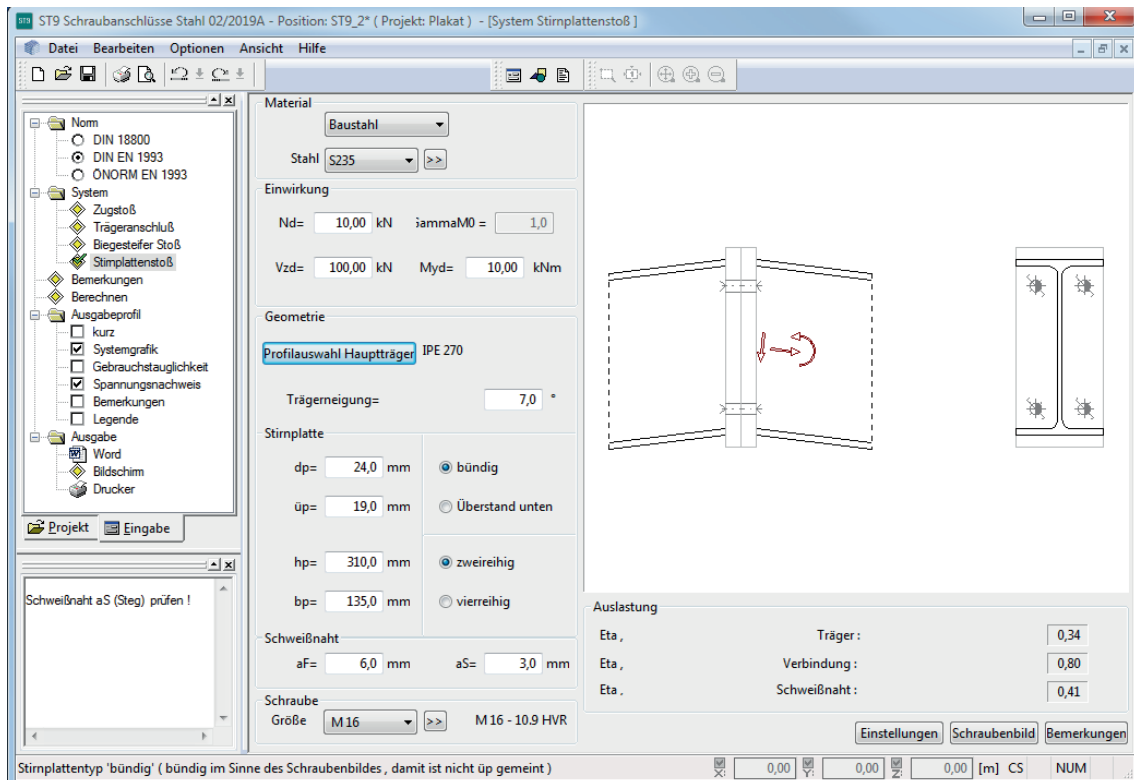 ST9 Schraubanschlüsse Stahl 02/2019A - Position: ST9_2* ( Projekt: Plakat ) - [System Stirnplattenstoß ]
Datei Bearbeiten Optionen Ansicht Hilfe
Norm
DIN 18800
DIN EN 1993
ÖNORM EN 1993
System
Zugstoß
Trägeranschluß
Biegesteifer Stoß
Stirnplattenstoß
Bemerkungen
Berechnen
Ausgabeprofil
kurz
Systemgrafik
Gebrauchstauglichkeit
Spannungsnachweis
Bemerkungen
Legende
Ausgabe
Word
Bildschirm
Drucker
Projekt Eingabe
Schweißnaht aS (Steg) prüfen !
Material
Baustahl
Stahl S235 >>
Einwirkung
Nd= 10,00 kN GammaM0 = 1,0
Vzd= 100,00 kN Myd= 10,00 kNm
Geometrie
Profilauswahl Hauptträger IPE 270
Trägerneigung= 7,0 °
Stirnplatte
dp= 24,0 mm bündig
üp= 19,0 mm Überstand unten
hp= 310,0 mm zweireihig
bp= 135,0 mm vierreihig
Schweißnaht
aF= 6,0 mm aS= 3,0 mm
Schraube
Größe M 16 >> M 16 - 10.9 HVR
Auslastung
Eta , Träger : 0,34
Eta , Verbindung : 0,80
Eta , Schweißnaht : 0,41
Einstellungen Schraubenbild Bemerkungen
Stirnplattentyp 'bündig' ( bündig im Sinne des Schraubenbildes , damit ist nicht üp gemeint ) X: 0,00 Y: 0,00 Z: 0,00 [m] CS NUM